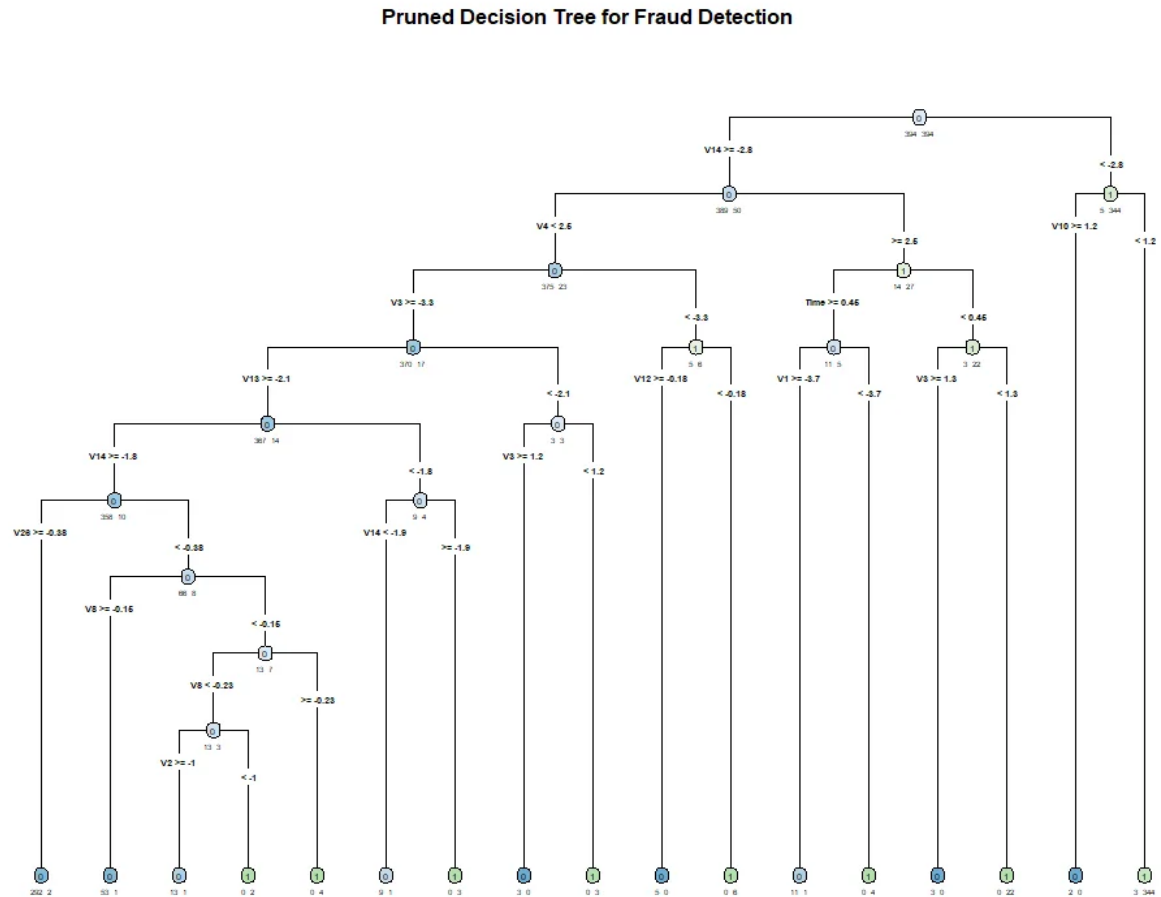 Pruned Decision Tree for Fraud Detection
0
394 394
V14 >= -2.8
< -2.8
0
389 50
1
5 344
V4 < 2.5
>= 2.5
V10 >= 1.2
< 1.2
0
375 23
1
14 27
V3 >= -3.3
< -3.3
Time >= 0.45
< 0.45
0
370 17
1
5 6
0
11 5
1
3 22
V13 >= -2.1
< -2.1
V12 >= -0.18
< -0.18
V1 >= -3.7
< -3.7
V3 >= 1.3
< 1.3
0
367 14
0
3 3
V14 >= -1.8
< -1.8
V3 >= 1.2
< 1.2
0
358 10
0
9 4
V26 >= -0.38
< -0.38
V14 < -1.9
>= -1.9
0
66 8
V8 >= -0.15
< -0.15
0
13 7
V8 < -0.23
>= -0.23
0
13 3
V2 >= -1
< -1
0 0 0 1 1 0 1 0 1 0 1 0 1 0 1 0 1
292 2 53 1 13 1 0 2 0 4 9 1 0 3 3 0 0 3 5 0 0 6 11 1 0 4 3 0 0 22 2 0 3 344